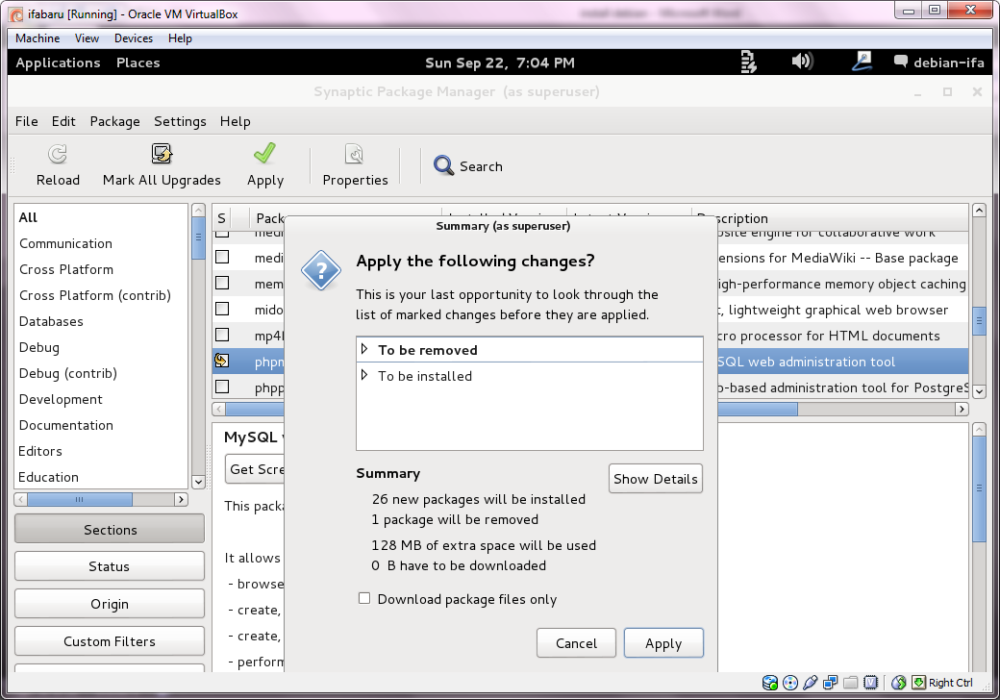 ifabaru [Running] - Oracle VM VirtualBox
Machine View Devices Help
Applications Places Sun Sep 22, 7:04 PM debian-ifa
Synaptic Package Manager (as superuser)
File Edit Package Settings Help
Reload Mark All Upgrades Apply Properties Search
All
Communication
Cross Platform
Cross Platform (contrib)
Databases
Debug
Debug (contrib)
Development
Documentation
Editors
Education
Sections
Status
Origin
Custom Filters
S Pack scription
medi site engine for collaborative work
medi ensions for MediaWiki -- Base package
mem igh-performance memory object caching
mido t, lightweight graphical web browser
mp4h cro processor for HTML documents
phpm SQL web administration tool
phpp b-based administration tool for PostgreS
MySQL
Get Scre
This packa
It allows
- browse
- create,
- create,
- perform
Summary (as superuser)
Apply the following changes?
This is your last opportunity to look through the
list of marked changes before they are applied.
To be removed
To be installed
Summary
Show Details
26 new packages will be installed
1 package will be removed
128 MB of extra space will be used
0 B have to be downloaded
Download package files only
Cancel Apply
Right Ctrl